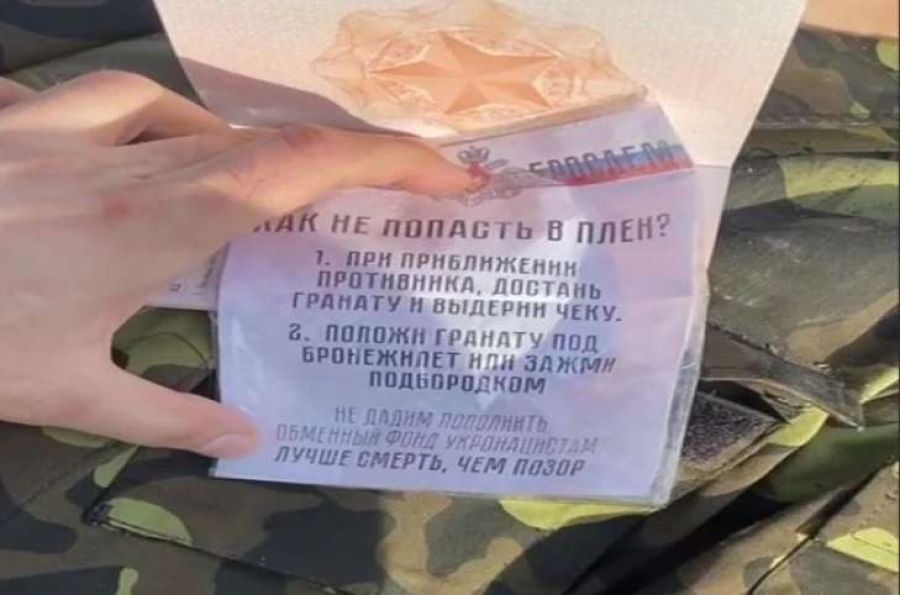 КАК НЕ ПОПАСТЬ В ПЛЕН?
1. ПРИ ПРИБЛИЖЕНИИ
ПРОТИВНИКА, ДОСТАНЬ
ГРАНАТУ И ВЫДЕРНИ ЧЕКУ.
2. ПОЛОЖИ ГРАНАТУ ПОД
БРОНЕЖИЛЕТ ИЛИ ЗАЖМИ
ПОДБОРОДКОМ
НЕ ДАДИМ ПОПОЛНИТЬ
ОБМЕННЫЙ ФОНД УКРОНАЦИСТАМ
ЛУЧШЕ СМЕРТЬ, ЧЕМ ПОЗОР